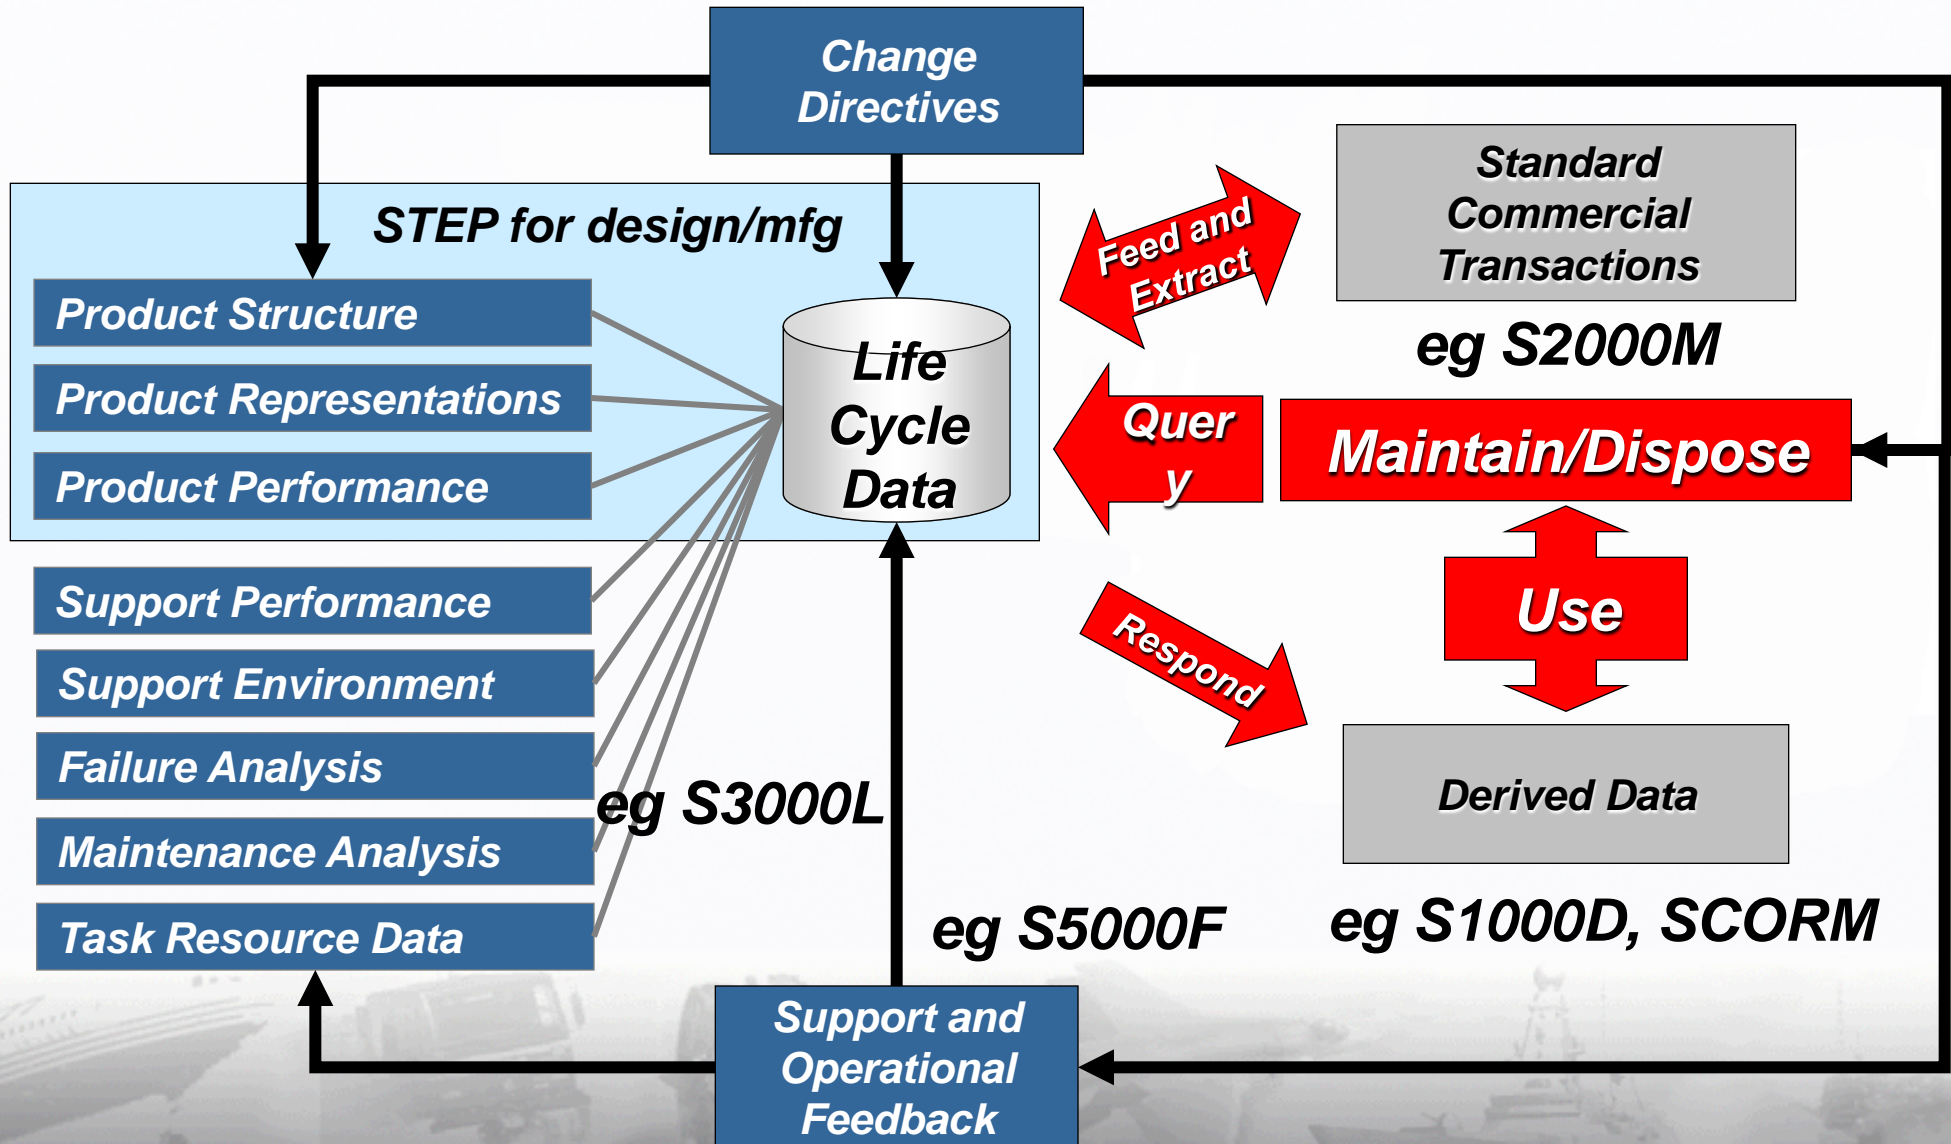 Change
Directives
STEP for design/mfg
Product Structure
Product Representations
Product Performance
Support Performance
Support Environment
Failure Analysis
Maintenance Analysis
Task Resource Data
Life
Cycle
Data
eg S3000L
eg S5000F
Support and
Operational
Feedback
Feed and
Extract
Quer
y
Respond
Standard
Commercial
Transactions
eg S2000M
Maintain/Dispose
Use
Derived Data
eg S1000D, SCORM